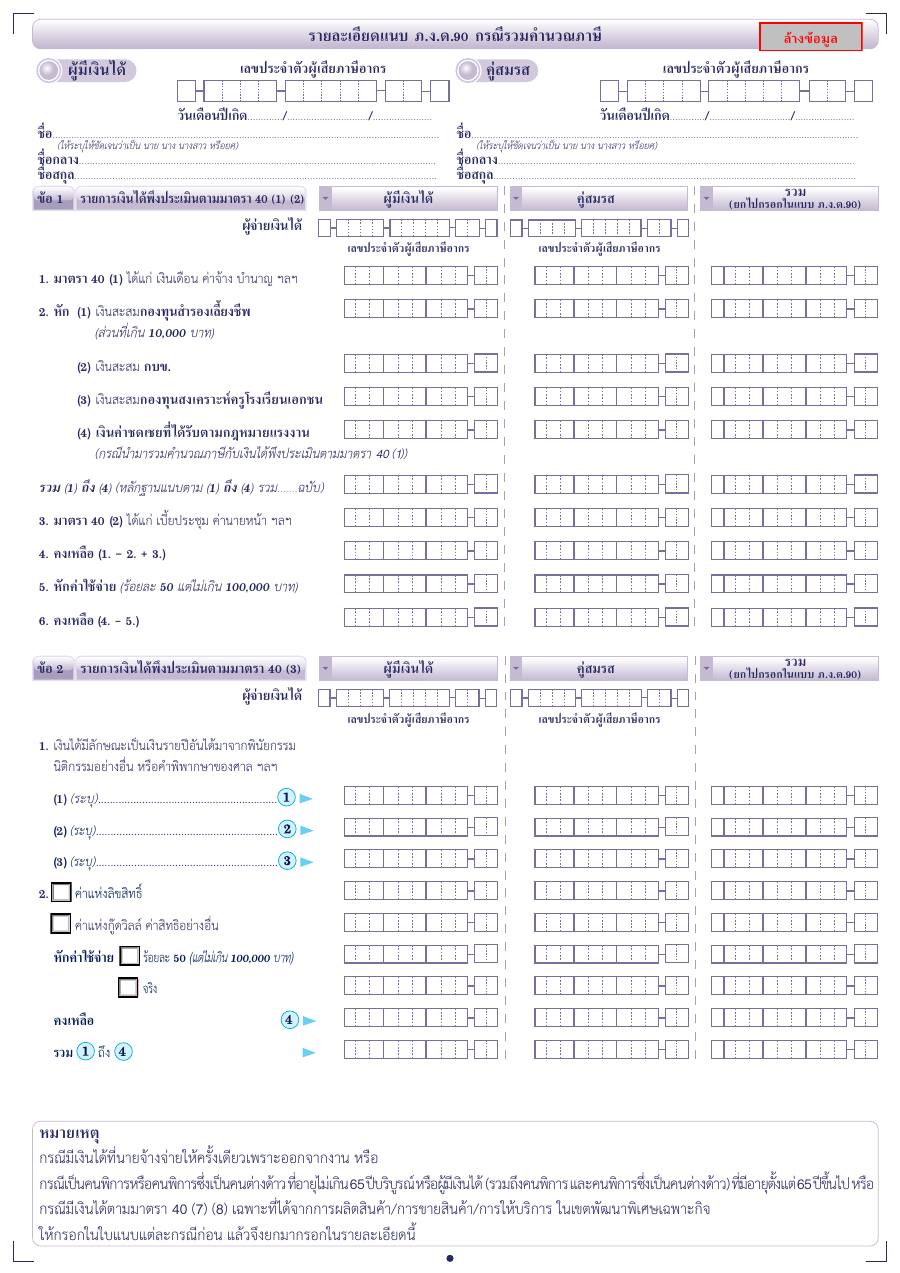 รายละเอียดแนบ ภ.ง.ด.90 กรณีรวมคำนวณภาษี
ล้างข้อมูล
ผู้มีเงินได้ เลขประจำตัวผู้เสียภาษีอากร
คู่สมรส เลขประจำตัวผู้เสียภาษีอากร
วันเดือนปีเกิด........../......................../.................
วันเดือนปีเกิด........../......................../.................
ชื่อ
ชื่อ
(ให้ระบุให้ชัดเจนว่าเป็น นาย นาง นางสาว หรือยศ)
(ให้ระบุให้ชัดเจนว่าเป็น นาย นาง นางสาว หรือยศ)
ชื่อกลาง
ชื่อกลาง
ชื่อสกุล
ชื่อสกุล
ข้อ 1 รายการเงินได้พึงประเมินตามมาตรา 40 (1) (2) ผู้มีเงินได้ คู่สมรส รวม
(ยกไปกรอกในแบบ ภ.ง.ด.90)
ผู้จ่ายเงินได้
เลขประจำตัวผู้เสียภาษีอากร เลขประจำตัวผู้เสียภาษีอากร
1. มาตรา 40 (1) ได้แก่ เงินเดือน ค่าจ้าง บำนาญ ฯลฯ
2. หัก (1) เงินสะสมกองทุนสำรองเลี้ยงชีพ
(ส่วนที่เกิน 10,000 บาท)
(2) เงินสะสม กบข.
(3) เงินสะสมกองทุนสงเคราะห์ครูโรงเรียนเอกชน
(4) เงินค่าชดเชยที่ได้รับตามกฎหมายแรงงาน
(กรณีนำมารวมคำนวณภาษีกับเงินได้พึงประเมินตามมาตรา 40 (1))
รวม (1) ถึง (4) (หลักฐานแนบตาม (1) ถึง (4) รวม.......ฉบับ)
3. มาตรา 40 (2) ได้แก่ เบี้ยประชุม ค่านายหน้า ฯลฯ
4. คงเหลือ (1. - 2. + 3.)
5. หักค่าใช้จ่าย (ร้อยละ 50 แต่ไม่เกิน 100,000 บาท)
6. คงเหลือ (4. - 5.)
ข้อ 2 รายการเงินได้พึงประเมินตามมาตรา 40 (3) ผู้มีเงินได้ คู่สมรส รวม
(ยกไปกรอกในแบบ ภ.ง.ด.90)
ผู้จ่ายเงินได้
เลขประจำตัวผู้เสียภาษีอากร เลขประจำตัวผู้เสียภาษีอากร
1. เงินได้มีลักษณะเป็นเงินรายปีอันได้มาจากพินัยกรรม
นิติกรรมอย่างอื่น หรือคำพิพากษาของศาล ฯลฯ
(1) (ระบุ)............................................................ 1
(2) (ระบุ)............................................................ 2
(3) (ระบุ)............................................................ 3
2. ค่าแห่งลิขสิทธิ์
ค่าแห่งกู๊ดวิลล์ ค่าสิทธิอย่างอื่น
หักค่าใช้จ่าย ร้อยละ 50 (แต่ไม่เกิน 100,000 บาท)
จริง
คงเหลือ 4
รวม 1 ถึง 4
หมายเหตุ
กรณีมีเงินได้ที่นายจ้างจ่ายให้ครั้งเดียวเพราะออกจากงาน หรือ
กรณีเป็นคนพิการหรือคนพิการซึ่งเป็นคนต่างด้าว ที่อายุไม่เกิน 65 ปีบริบูรณ์ หรือผู้มีเงินได้ (รวมถึงคนพิการ และคนพิการซึ่งเป็นคนต่างด้าว) ที่มีอายุตั้งแต่ 65 ปีขึ้นไป หรือ
กรณีมีเงินได้ตามมาตรา 40 (7) (8) เฉพาะที่ได้จากการผลิตสินค้า/การขายสินค้า/การให้บริการ ในเขตพัฒนาพิเศษเฉพาะกิจ
ให้กรอกในใบแนบแต่ละกรณีก่อน แล้วจึงยกมากรอกในรายละเอียดนี้